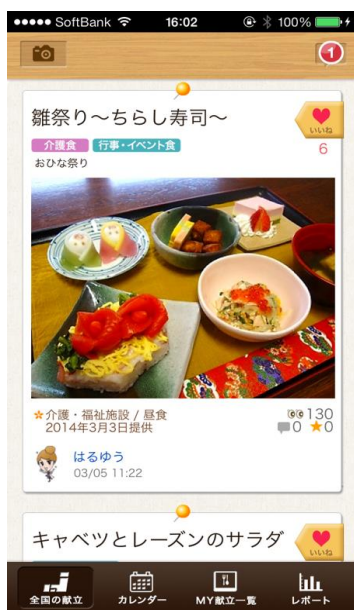 SoftBank 16:02 100%
1
雛祭り〜ちらし寿司〜
いいね
介護食 行事・イベント食
6
おひな祭り
介護・福祉施設 / 昼食
130
2014年3月3日提供
0 ★0
はるゆう
03/05 11:22
キャベツとレーズンのサラダ
いいね
全国の献立 カレンダー MY献立一覧 レポート